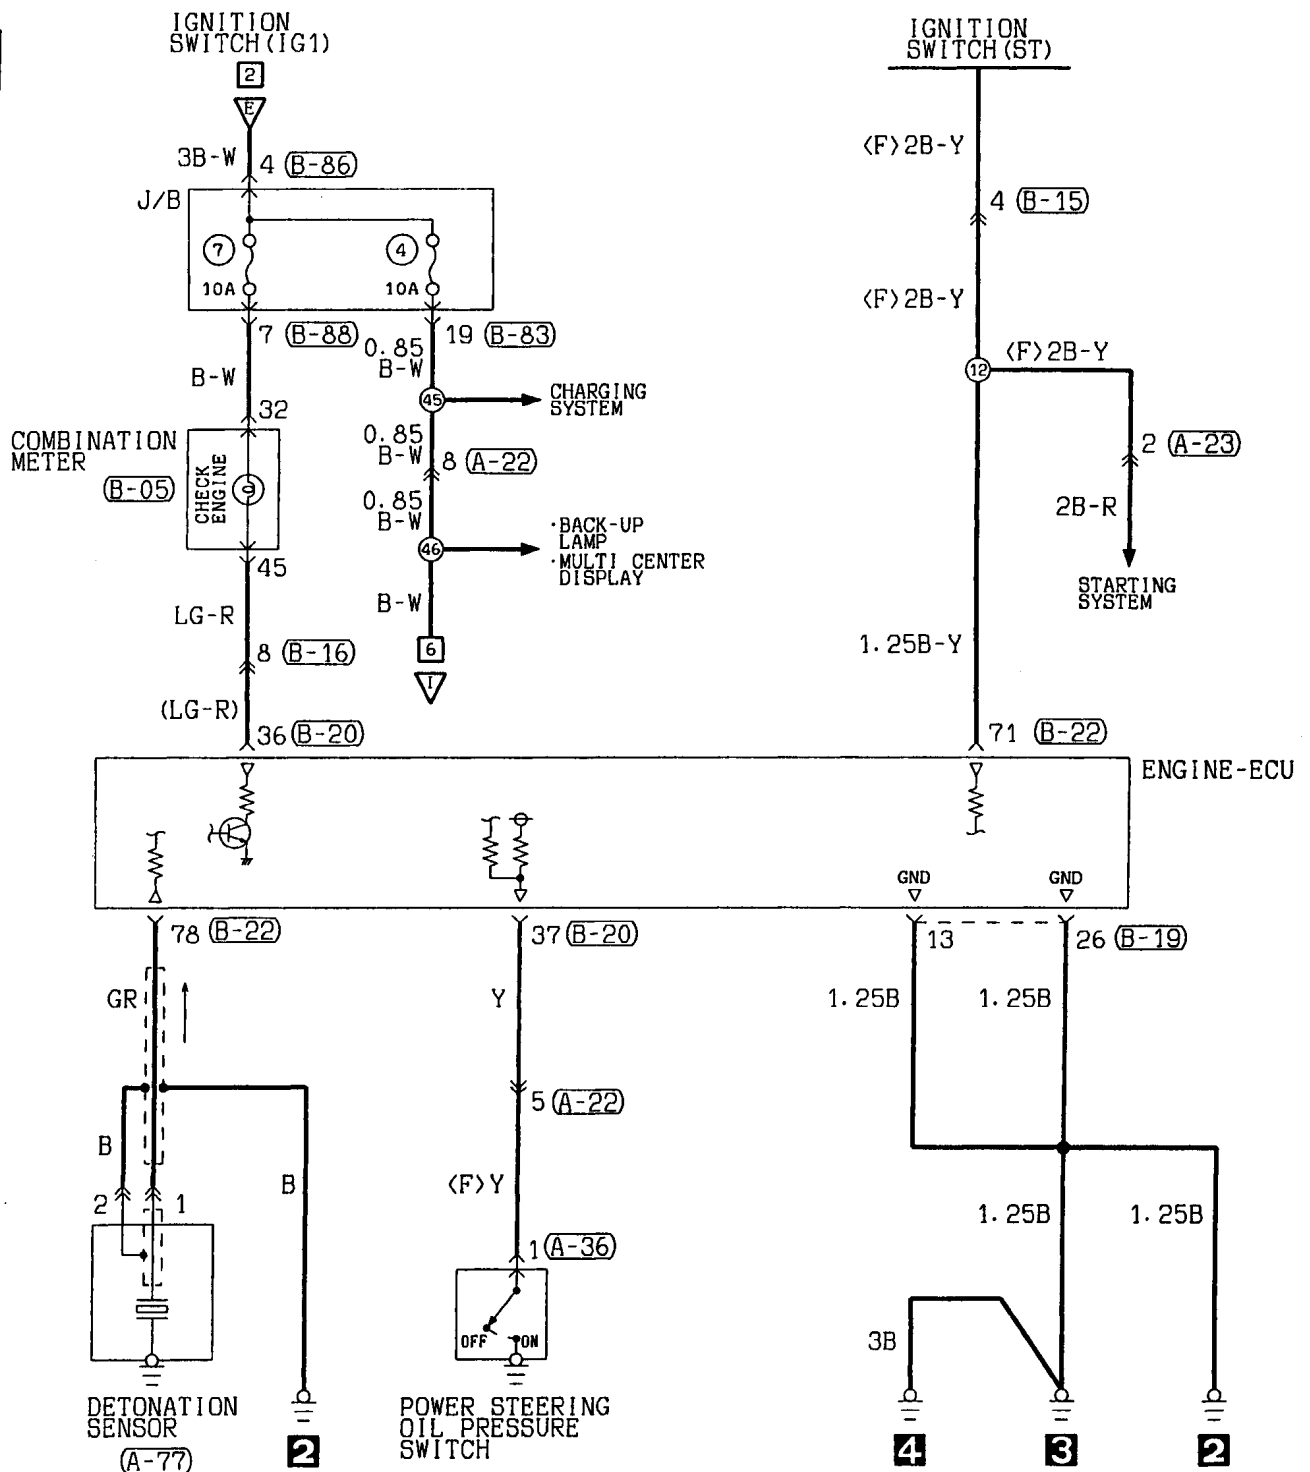 IGNITION
SWITCH(IG1)
2
E
3B-W
4 (B-86)
J/B
7
10A
4
10A
7 (B-88)
19 (B-83)
0.85
B-W
B-W
45
CHARGING
SYSTEM
32
COMBINATION
METER
(B-05)
CHECK
ENGINE
0.85
B-W
8 (A-22)
0.85
B-W
46
·BACK-UP
LAMP
·MULTI CENTER
DISPLAY
45
LG-R
B-W
8 (B-16)
6
I
(LG-R)
36 (B-20)
IGNITION
SWITCH(ST)
<F>2B-Y
4 (B-15)
<F>2B-Y
12
<F>2B-Y
2 (A-23)
2B-R
STARTING
SYSTEM
1.25B-Y
71 (B-22)
ENGINE-ECU
GND
GND
78 (B-22)
37 (B-20)
13
26 (B-19)
GR
Y
1.25B
1.25B
5 (A-22)
B
B
<F>Y
2
1
1.25B
1.25B
1 (A-36)
OFF
ON
3B
DETONATION
SENSOR
(A-77)
2
POWER STEERING
OIL PRESSURE
SWITCH
4
3
2